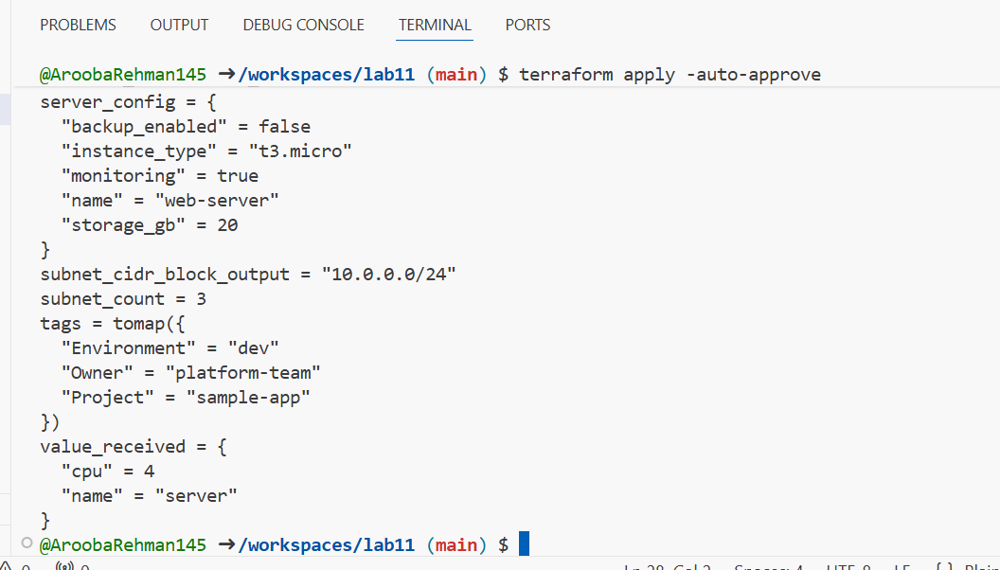 PROBLEMS OUTPUT DEBUG CONSOLE TERMINAL PORTS
@AroobaRehman145 ➜/workspaces/lab11 (main) $ terraform apply -auto-approve
server_config = {
  "backup_enabled" = false
  "instance_type" = "t3.micro"
  "monitoring" = true
  "name" = "web-server"
  "storage_gb" = 20
}
subnet_cidr_block_output = "10.0.0.0/24"
subnet_count = 3
tags = tomap({
  "Environment" = "dev"
  "Owner" = "platform-team"
  "Project" = "sample-app"
})
value_received = {
  "cpu" = 4
  "name" = "server"
}
@AroobaRehman145 ➜/workspaces/lab11 (main) $